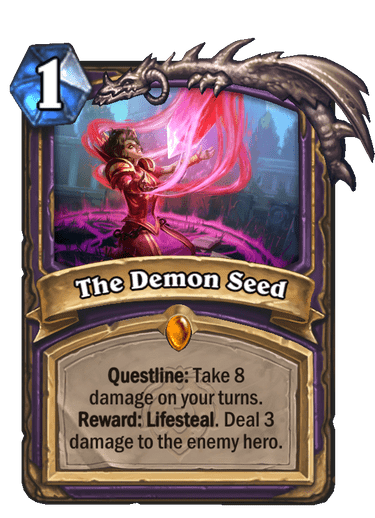 1
The Demon Seed
Questline: Take 8
damage on your turns.
Reward: Lifesteal. Deal 3
damage to the enemy hero.